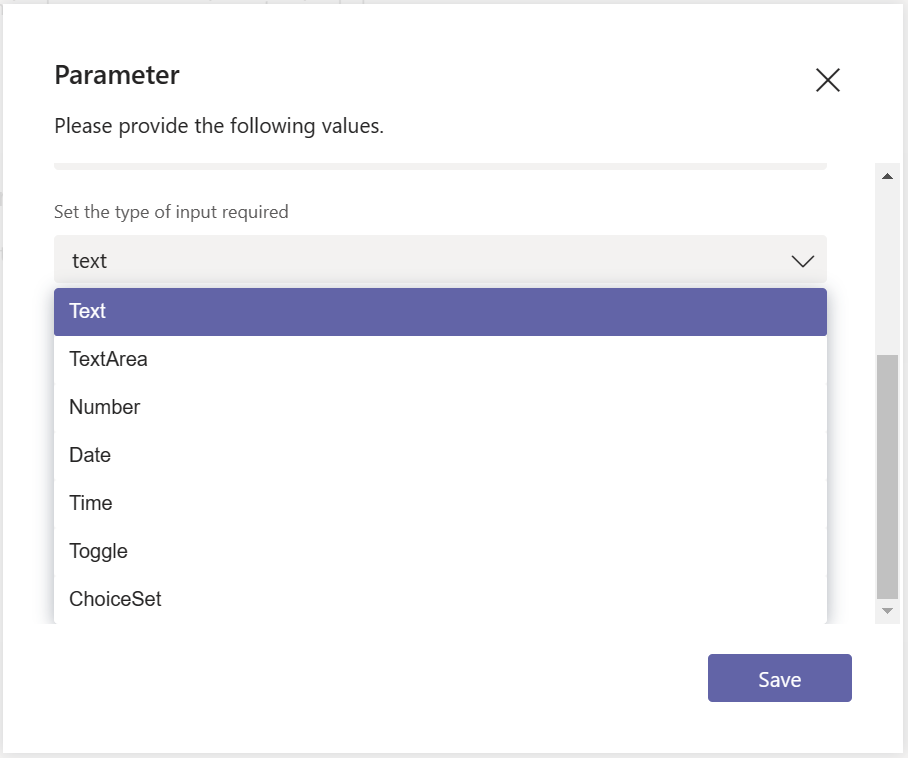 Parameter
Please provide the following values.
Set the type of input required
text
Text
TextArea
Number
Date
Time
Toggle
ChoiceSet
Save